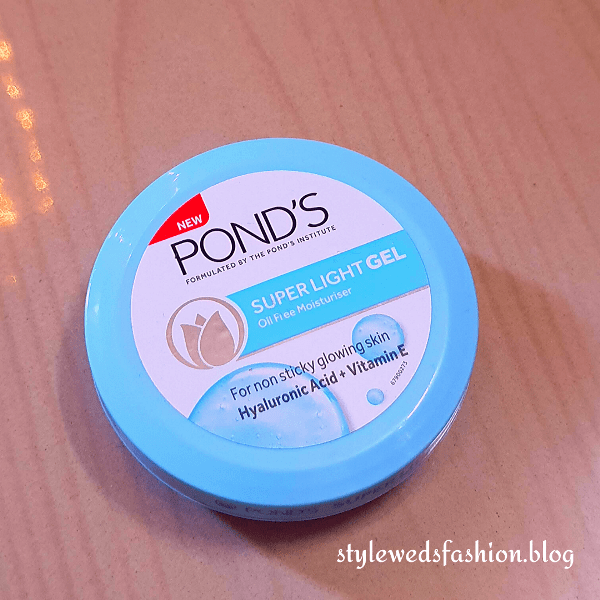 NEW
POND'S
FORMULATED BY THE POND'S INSTITUTE
SUPER LIGHT GEL
Oil Free Moisturiser
For non sticky glowing skin
Hyaluronic Acid + Vitamin E
POND'S
stylewedsfashion.blog